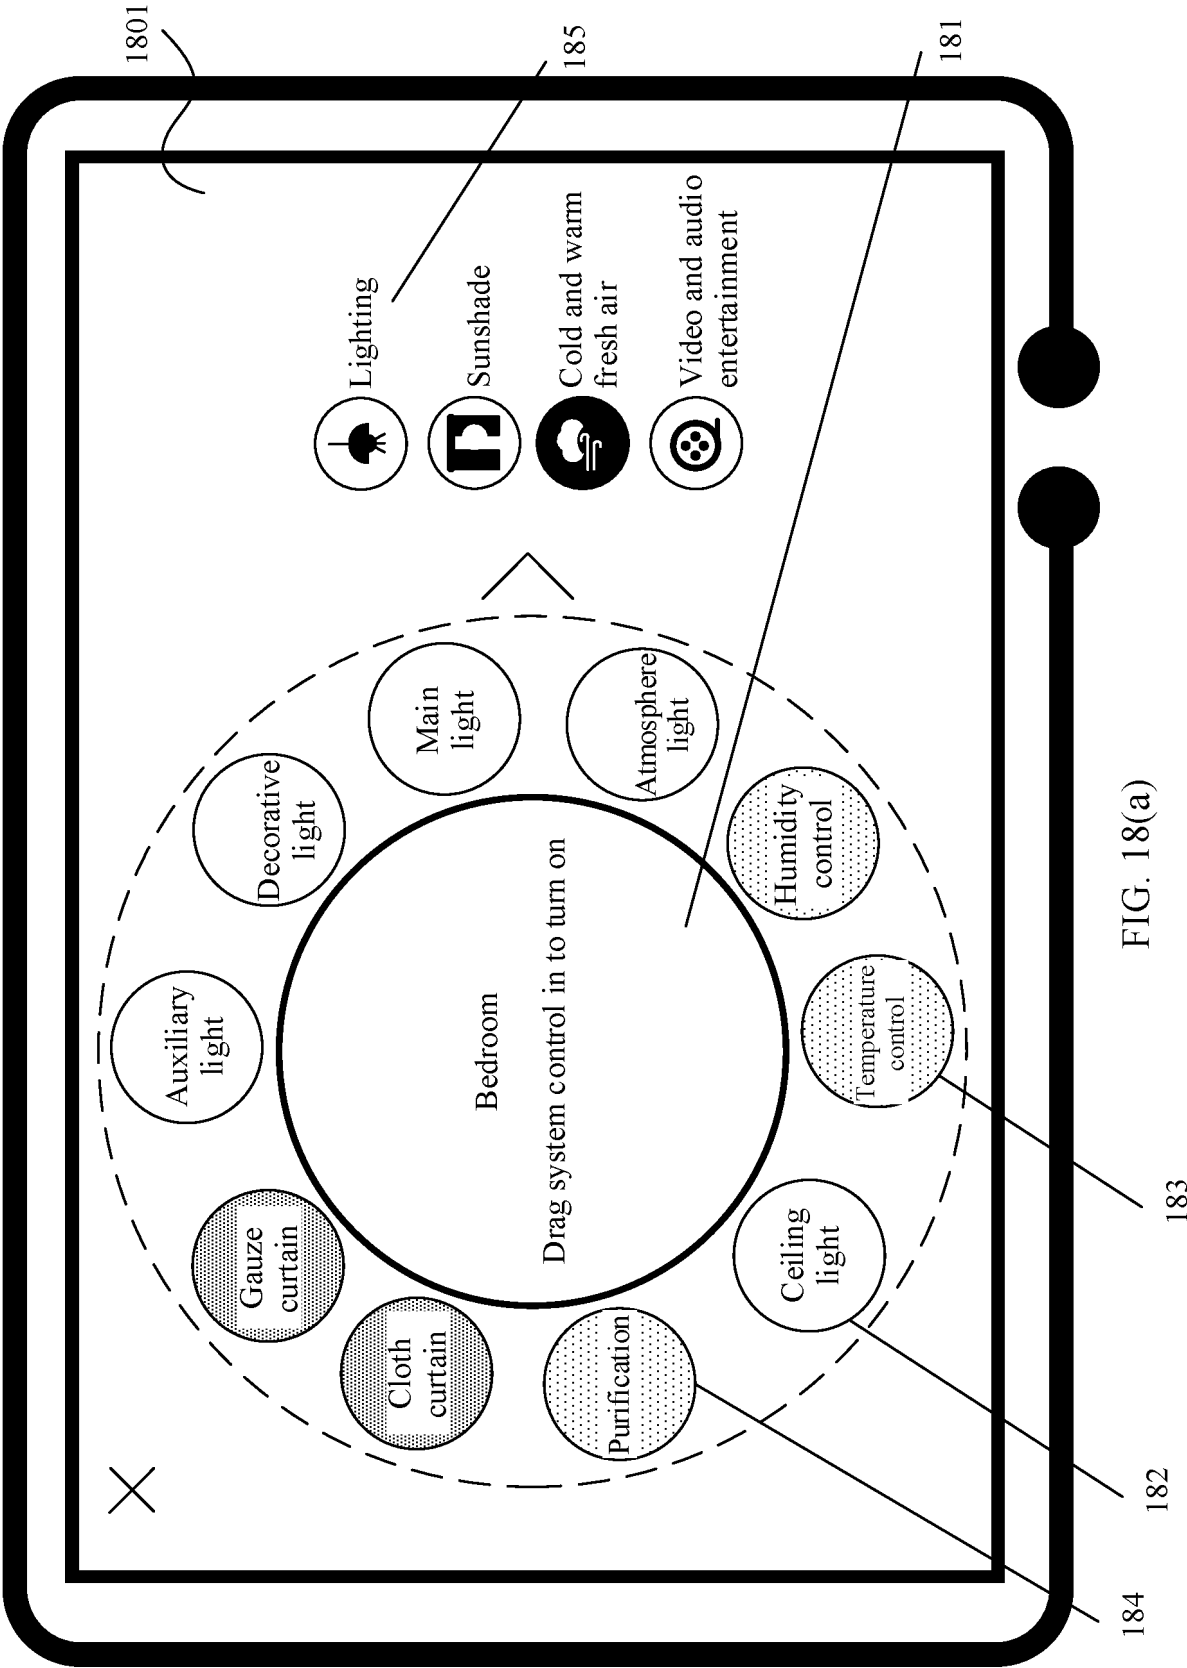 1801
185
181
Auxiliary
light
Decorative
light
Main
light
Atmosphere
light
Humidity
control
Temperature
control
Ceiling
light
Purification
Cloth
curtain
Gauze
curtain
Bedroom
Drag system control in to turn on
Lighting
Sunshade
Cold and warm
fresh air
Video and audio
entertainment
184
182
183
FIG. 18(a)